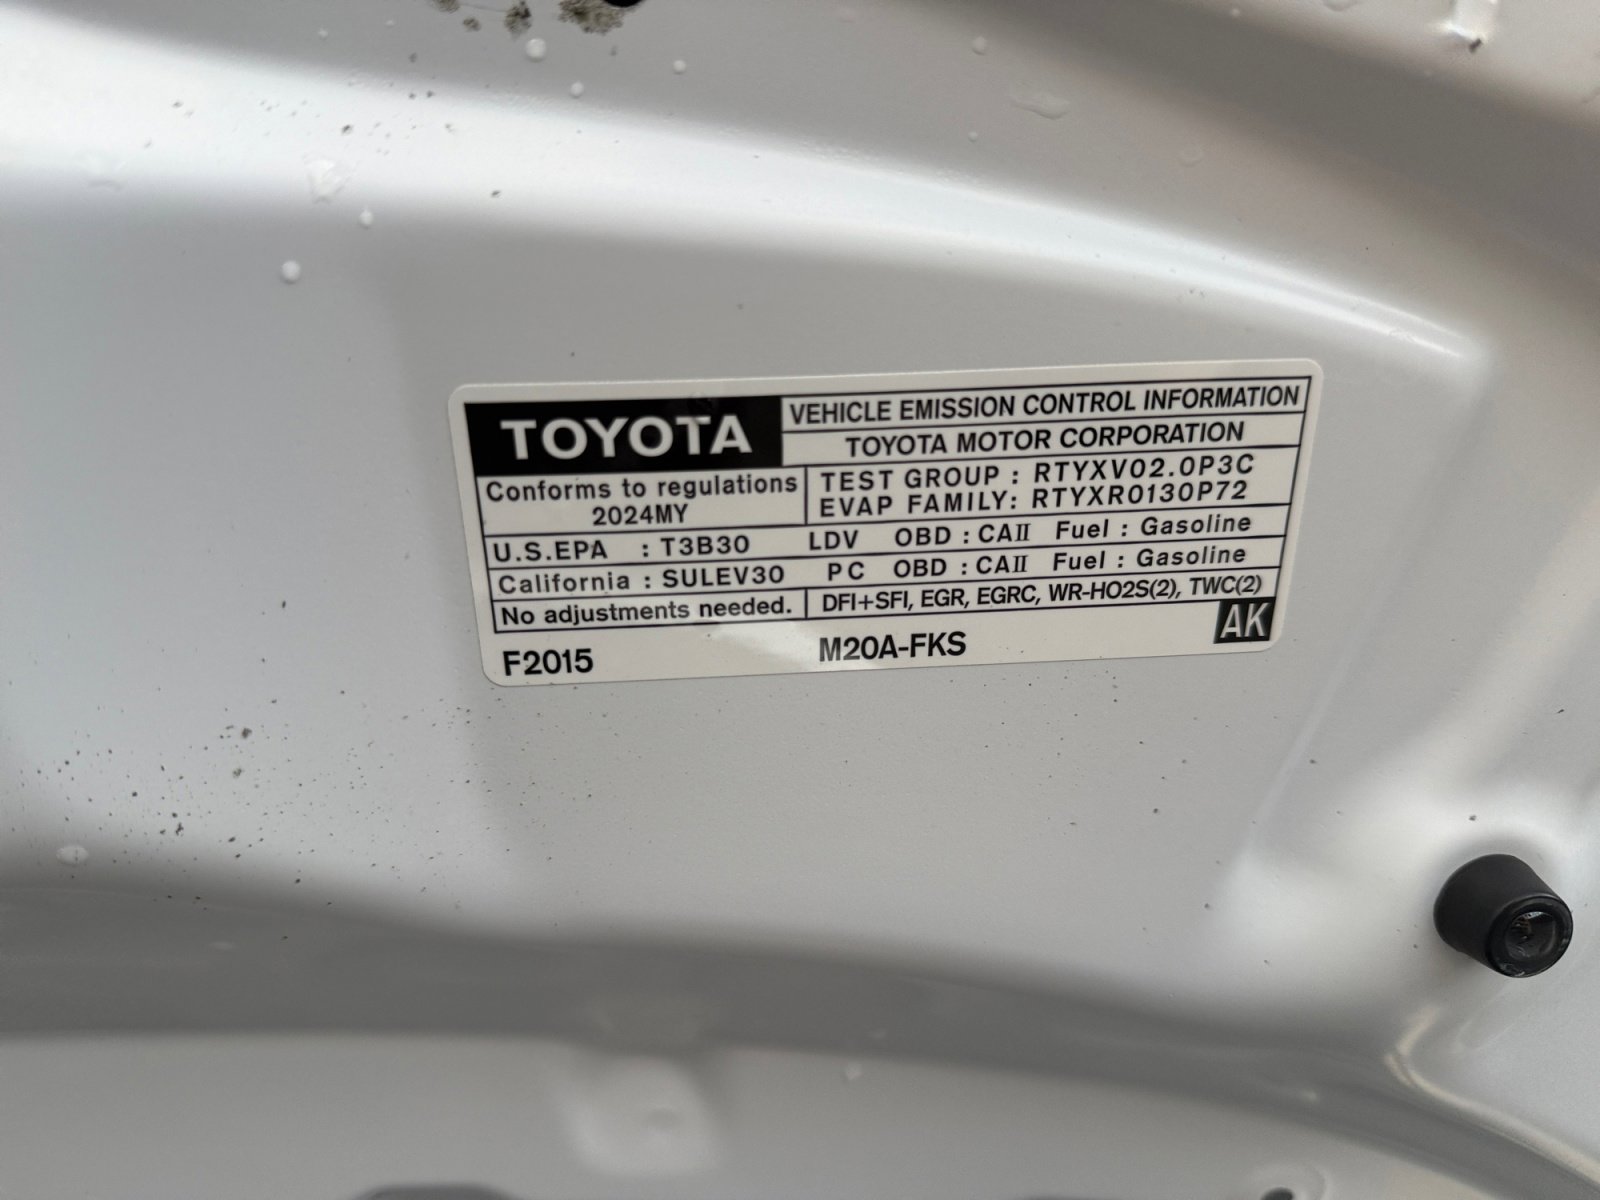 TOYOTA
VEHICLE EMISSION CONTROL INFORMATION
TOYOTA MOTOR CORPORATION
Conforms to regulations
2024MY
TEST GROUP : RTYXV02.0P3C
EVAP FAMILY: RTYXR0130P72
U.S.EPA : T3B30 LDV OBD : CAII Fuel : Gasoline
California : SULEV30 PC OBD : CAII Fuel : Gasoline
No adjustments needed. DFI+SFI, EGR, EGRC, WR-HO2S(2), TWC(2)
F2015 M20A-FKS AK